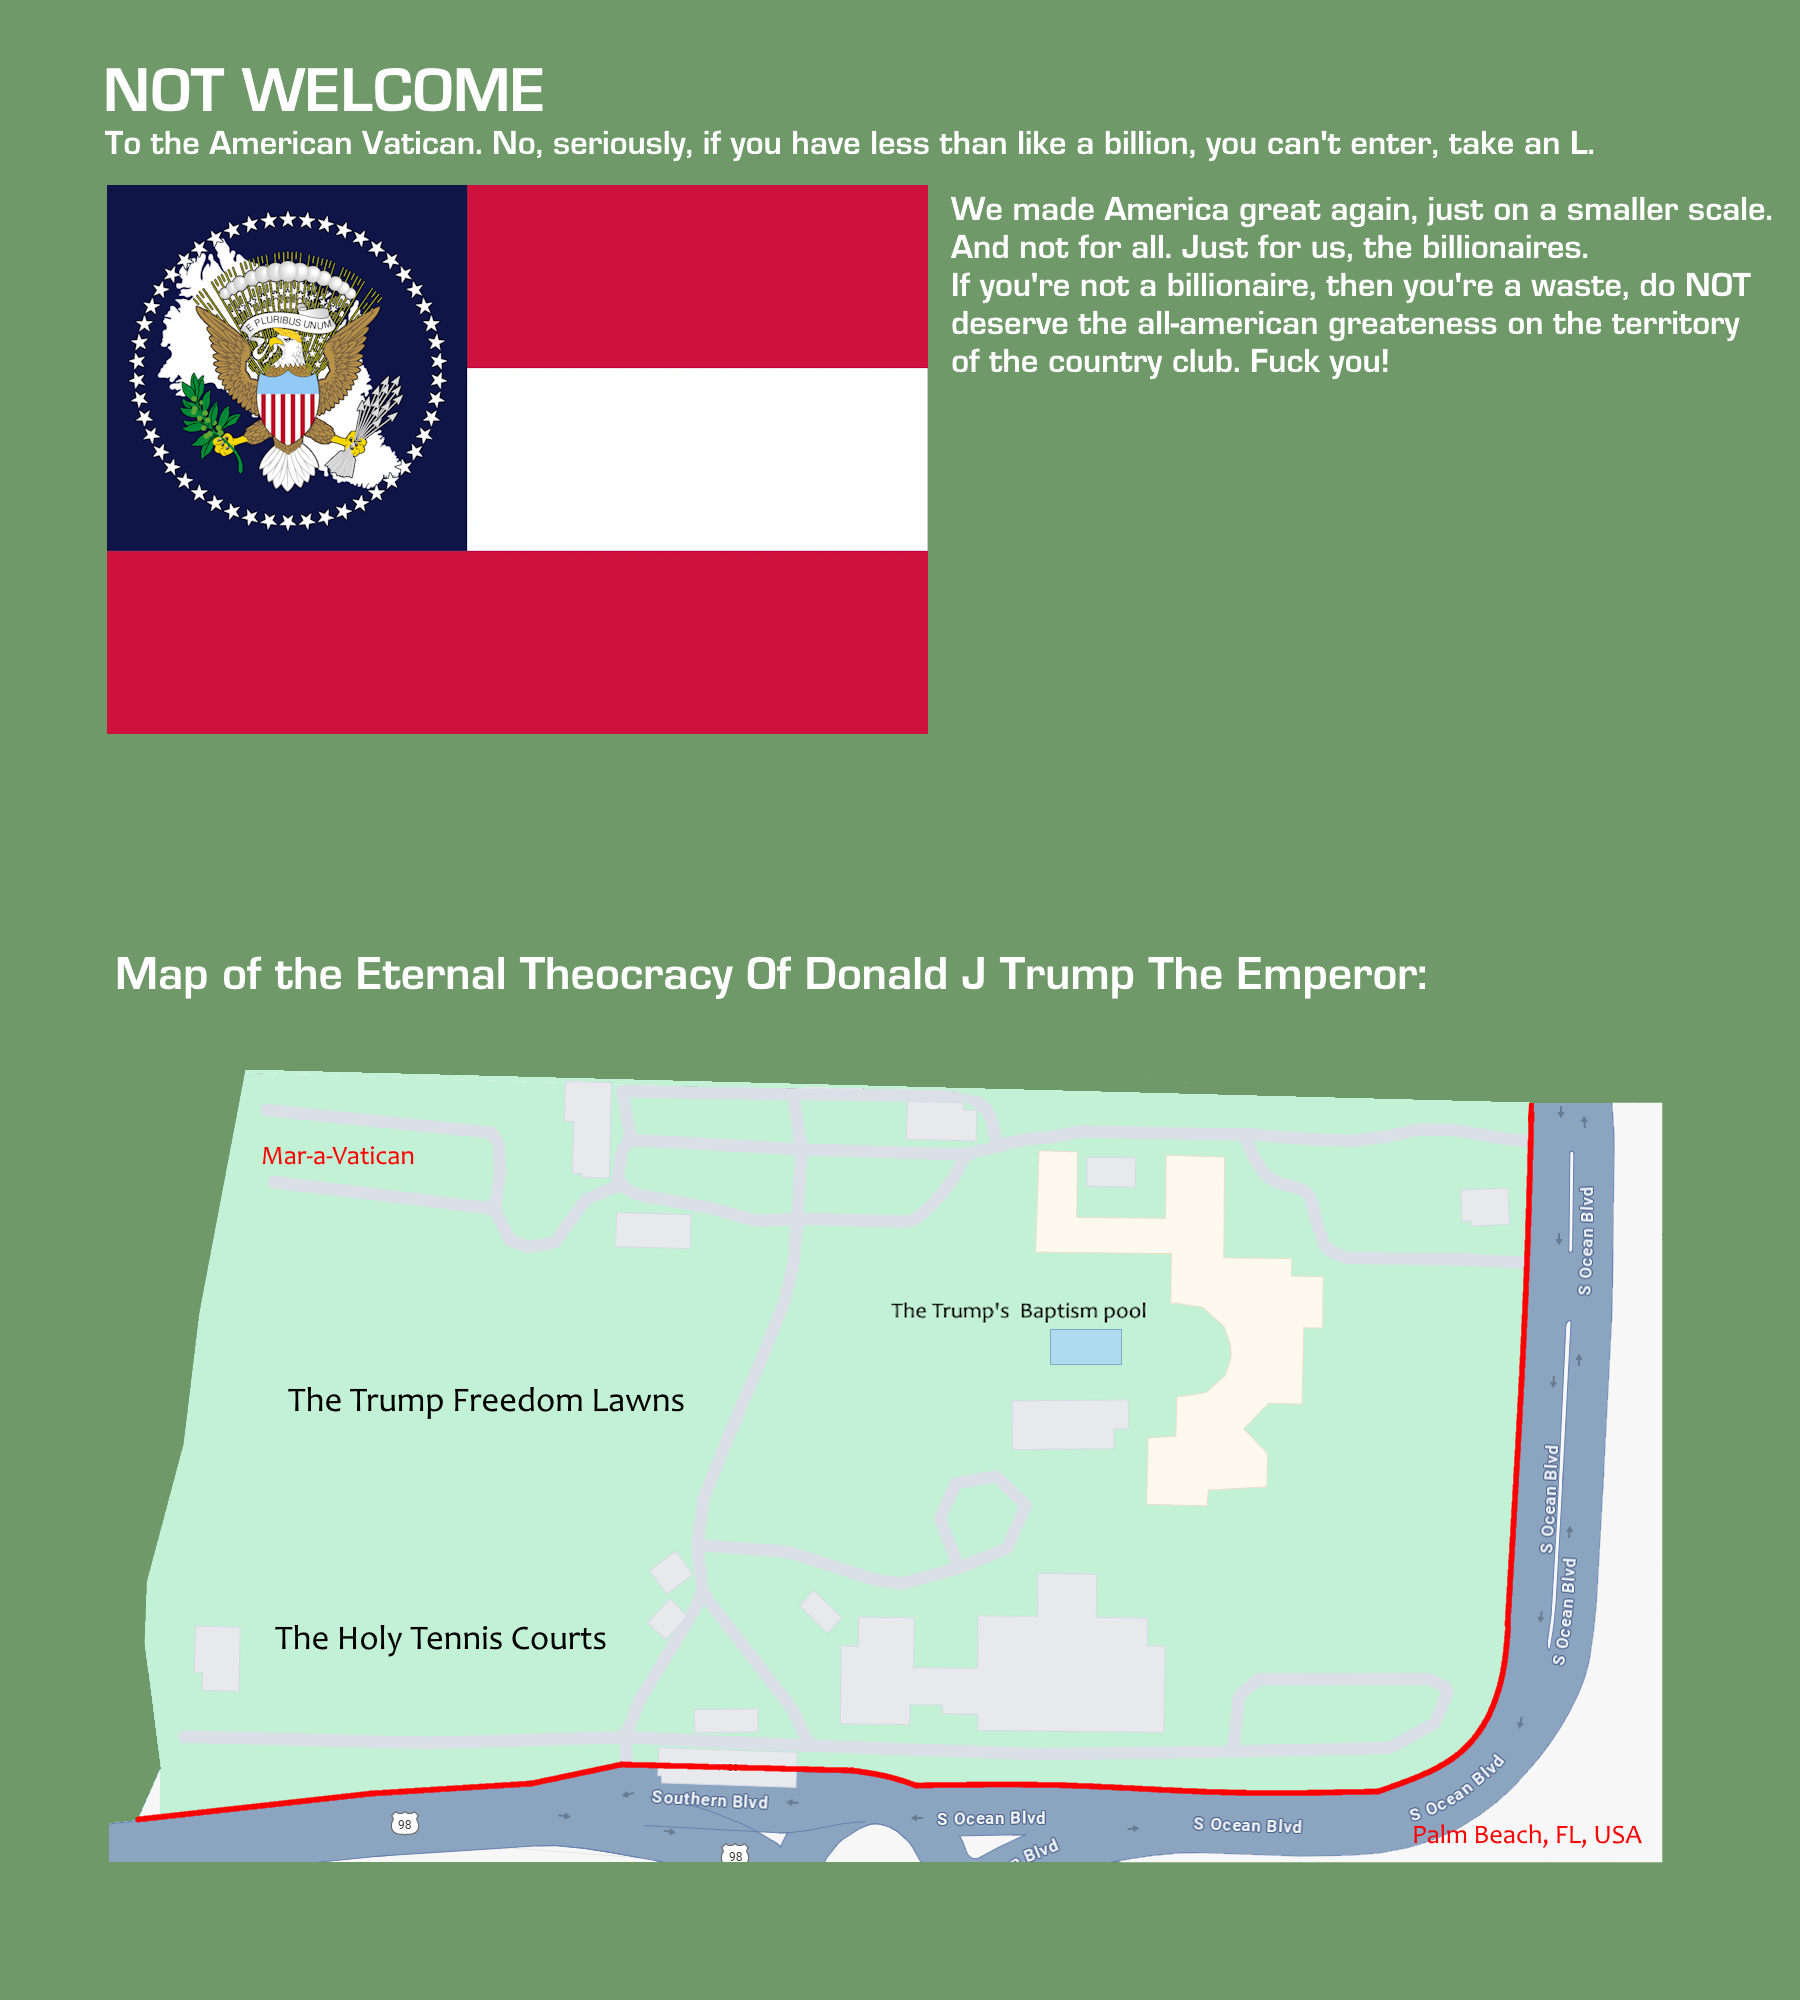 NOT WELCOME
To the American Vatican. No, seriously, if you have less than like a billion, you can't enter, take an L.
We made America great again, just on a smaller scale.
And not for all. Just for us, the billionaires.
If you're not a billionaire, then you're a waste, do NOT
deserve the all-american greateness on the territory
of the country club. Fuck you!
E PLURIBUS UNUM
Map of the Eternal Theocracy Of Donald J Trump The Emperor:
Mar-a-Vatican
S Ocean Blvd
The Trump's Baptism pool
The Trump Freedom Lawns
S Ocean Blvd
S Ocean Blvd
The Holy Tennis Courts
Southern Blvd
S Ocean Blvd
S Ocean Blvd
S Ocean Blvd
98
Palm Beach, FL, USA
98
Blvd